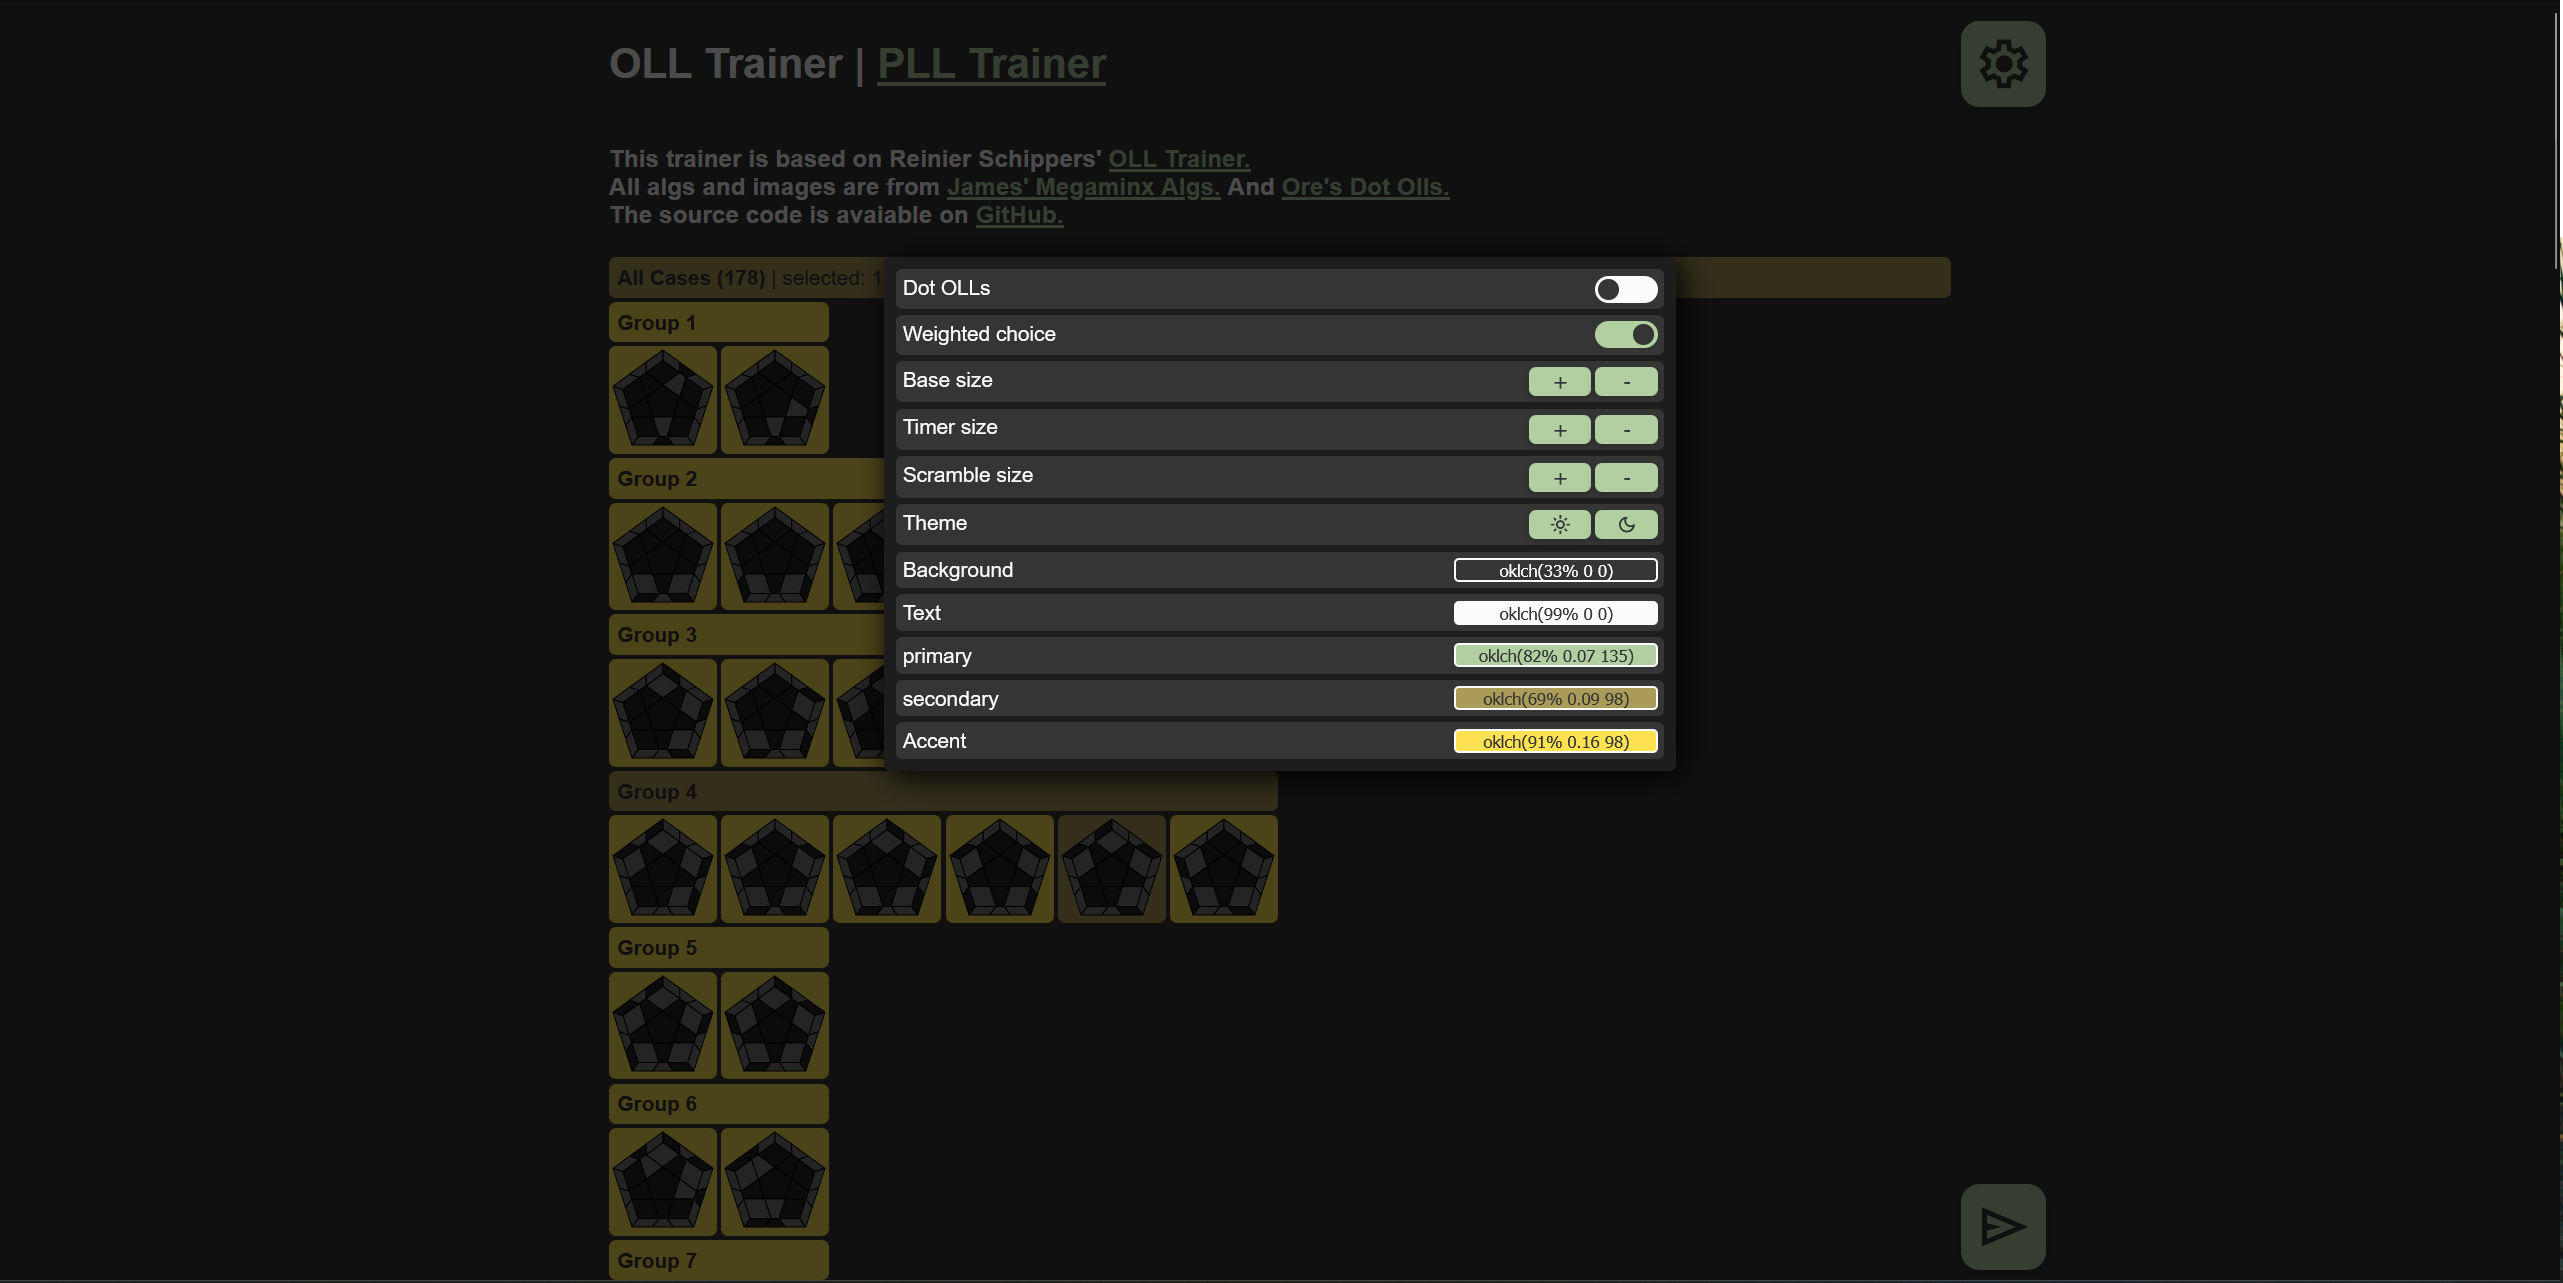 OLL Trainer | PLL Trainer
This trainer is based on Reinier Schippers' OLL Trainer.
All algs and images are from James' Megaminx Algs. And Ore's Dot Olls.
The source code is avaiable on GitHub.
All Cases (178) | selected: 1
Group 1
Group 2
Group 3
Group 4
Group 5
Group 6
Group 7
Dot OLLs
Weighted choice
Base size + -
Timer size + -
Scramble size + -
Theme
Background oklch(33% 0 0)
Text oklch(99% 0 0)
primary oklch(82% 0.07 135)
secondary oklch(69% 0.09 98)
Accent oklch(91% 0.16 98)